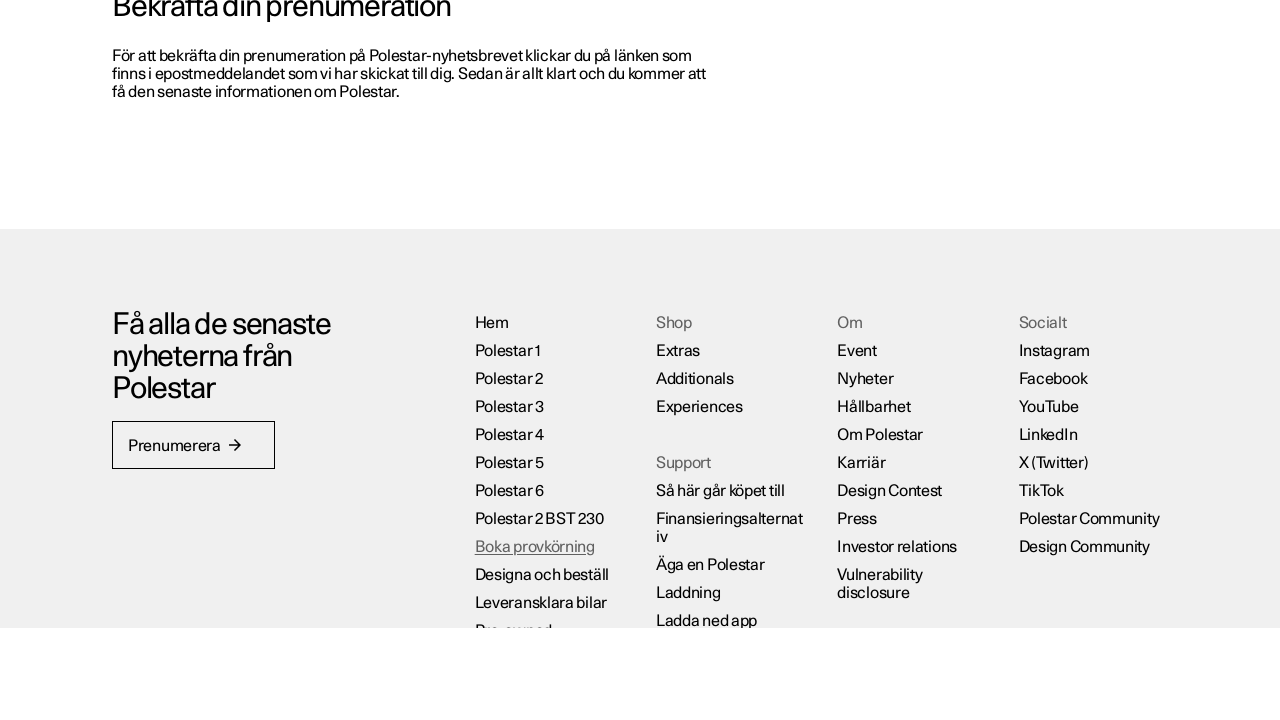 Bekräfta din prenumeration
För att bekräfta din prenumeration på Polestar-nyhetsbrevet klickar du på länken som
finns i epostmeddelandet som vi har skickat till dig. Sedan är allt klart och du kommer att
få den senaste informationen om Polestar.
Få alla de senaste
nyheterna från
Polestar
Prenumerera →
Hem
Polestar 1
Polestar 2
Polestar 3
Polestar 4
Polestar 5
Polestar 6
Polestar 2 BST 230
Boka provkörning
Designa och beställ
Leveransklara bilar
Shop
Extras
Additionals
Experiences
Support
Så här går köpet till
Finansieringsalternat
iv
Äga en Polestar
Laddning
Ladda ned app
Om
Event
Nyheter
Hållbarhet
Om Polestar
Karriär
Design Contest
Press
Investor relations
Vulnerability
disclosure
Socialt
Instagram
Facebook
YouTube
LinkedIn
X (Twitter)
TikTok
Polestar Community
Design Community